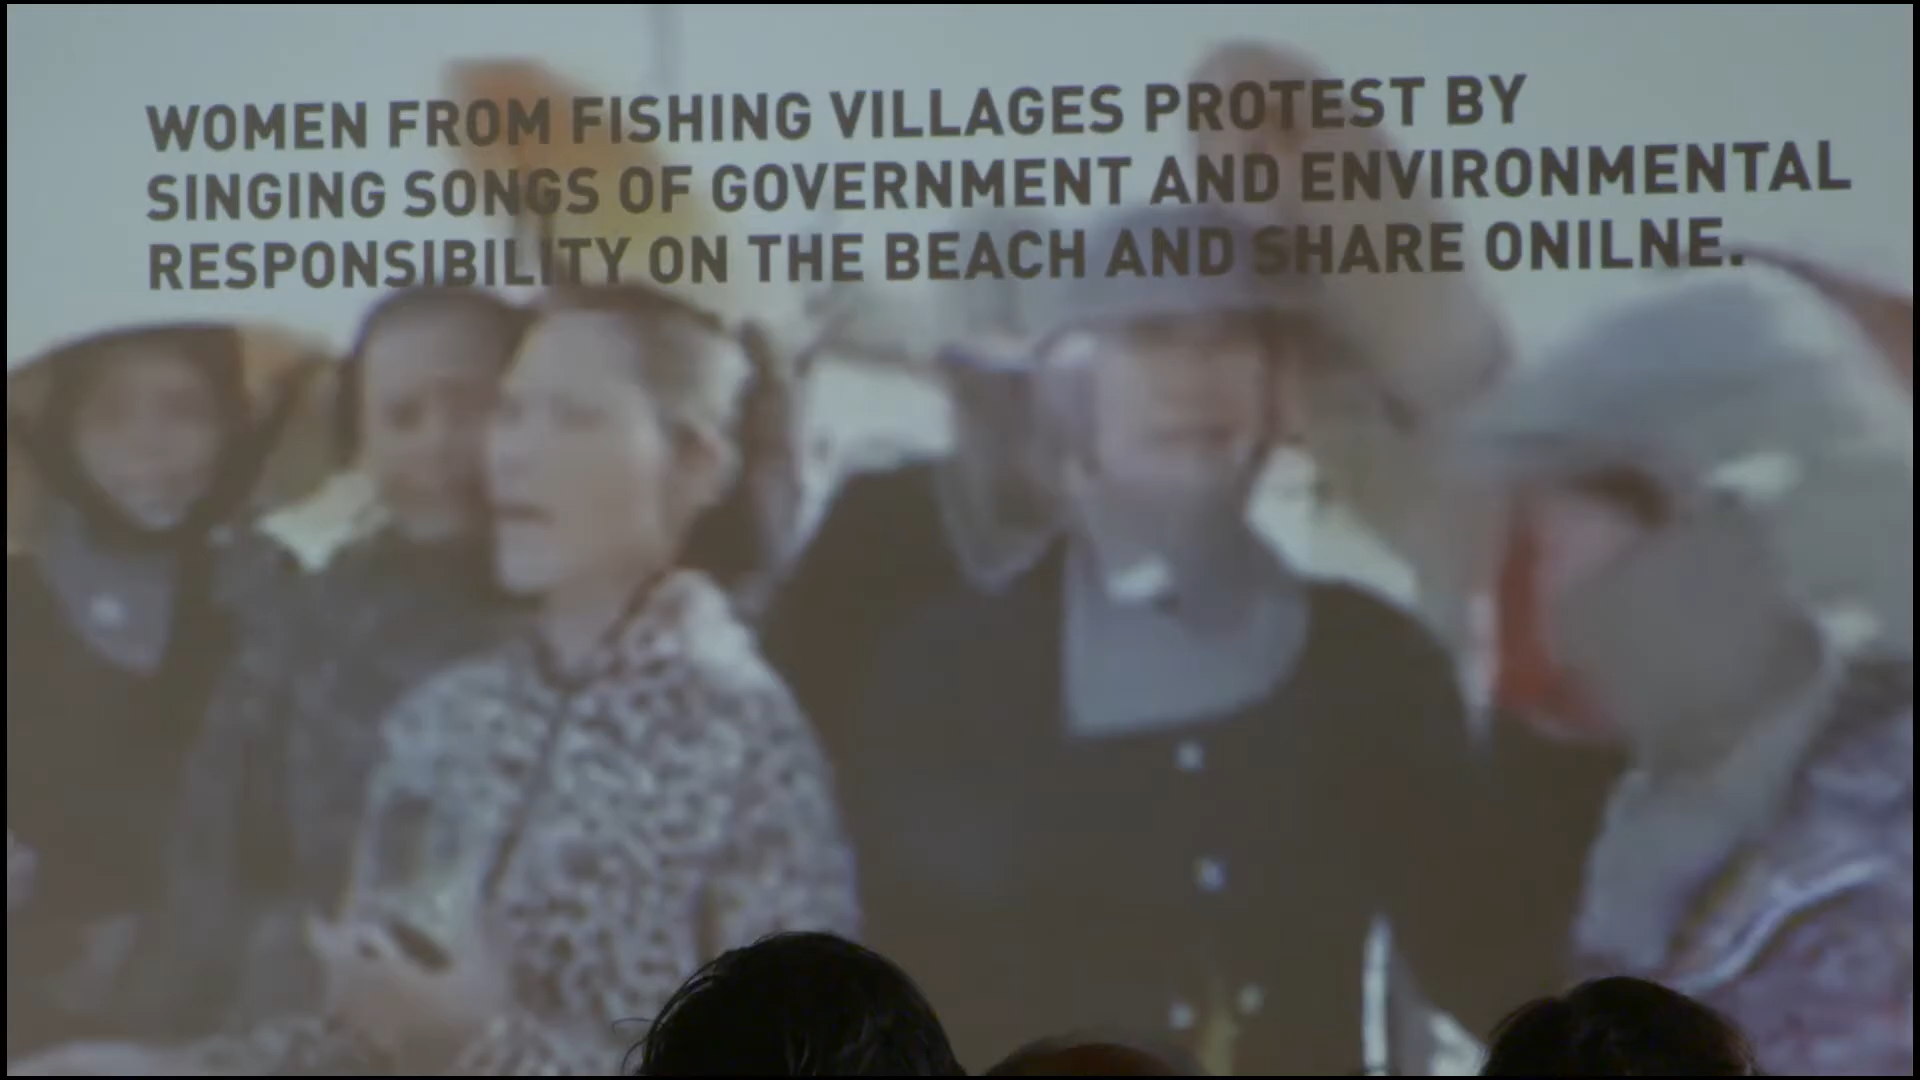 WOMEN FROM FISHING VILLAGES PROTEST BY
SINGING SONGS OF GOVERNMENT AND ENVIRONMENTAL
RESPONSIBILITY ON THE BEACH AND SHARE ONILNE.